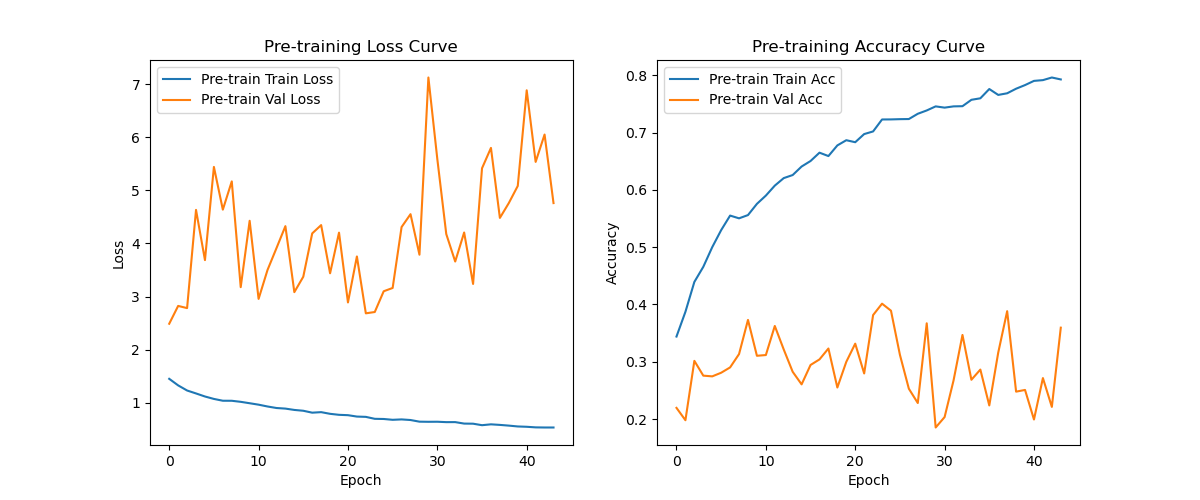 Pre-training Loss Curve
Pre-train Train Loss
Pre-train Val Loss
Loss
7
6
5
4
3
2
1
0 10 20 30 40
Epoch
Pre-training Accuracy Curve
Pre-train Train Acc
Pre-train Val Acc
Accuracy
0.8
0.7
0.6
0.5
0.4
0.3
0.2
0 10 20 30 40
Epoch